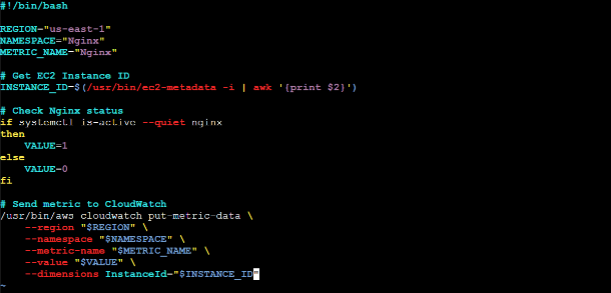 #!/bin/bash
REGION="us-east-1"
NAMESPACE="Nginx"
METRIC_NAME="Nginx"
# Get EC2 Instance ID
INSTANCE_ID=$(/usr/bin/ec2-metadata -i | awk '{print $2}')
# Check Nginx status
if systemctl is-active --quiet nginx
then
    VALUE=1
else
    VALUE=0
fi
# Send metric to CloudWatch
/usr/bin/aws cloudwatch put-metric-data \
    --region "$REGION" \
    --namespace "$NAMESPACE" \
    --metric-name "$METRIC_NAME" \
    --value "$VALUE" \
    --dimensions InstanceId="$INSTANCE_ID"
~